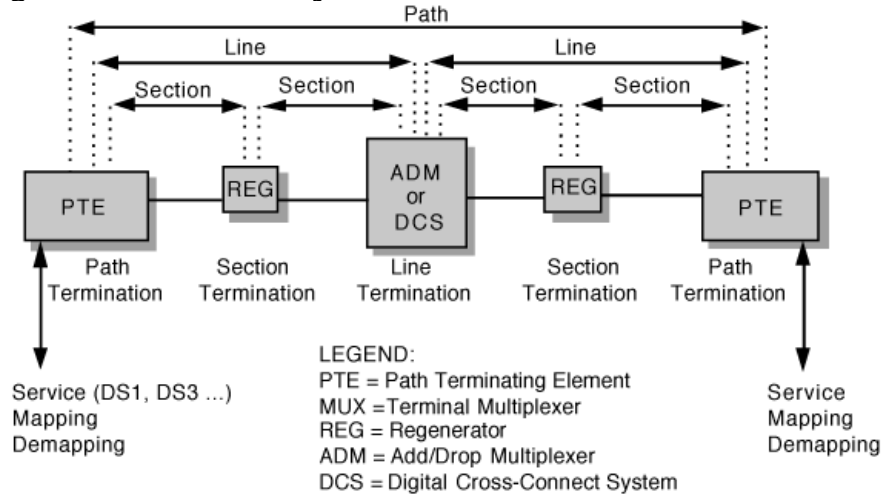 Path
Line
Line
Section
Section
Section
Section
PTE
REG
ADM
or
DCS
REG
PTE
Path
Termination
Section
Termination
Line
Termination
Section
Termination
Path
Termination
Service (DS1, DS3 ...)
Mapping
Demapping
LEGEND:
PTE = Path Terminating Element
MUX =Terminal Multiplexer
REG = Regenerator
ADM = Add/Drop Multiplexer
DCS = Digital Cross-Connect System
Service
Mapping
Demapping